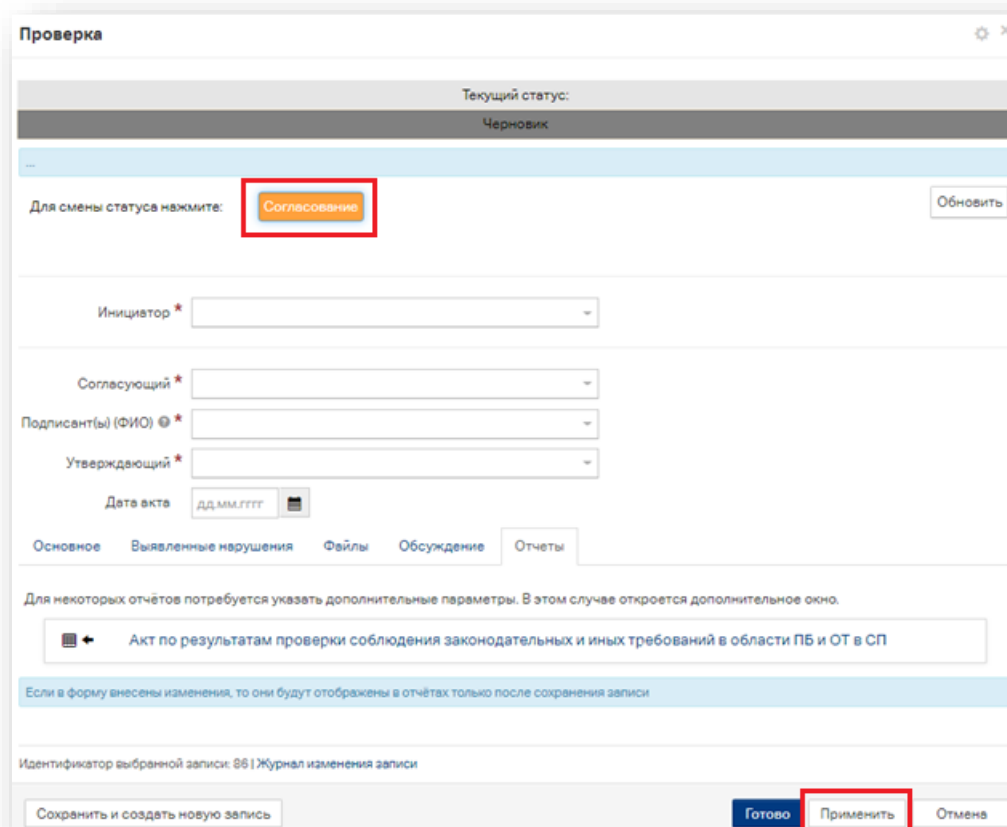 Проверка
Текущий статус:
Черновик
...
Для смены статуса нажмите: Согласование Обновить
Инициатор *
Согласующий *
Подписант(ы) (ФИО) *
Утверждающий *
Дата акта дд.мм.гггг
Основное Выявленные нарушения Файлы Обсуждение Отчеты
Для некоторых отчётов потребуется указать дополнительные параметры. В этом случае откроется дополнительное окно.
Акт по результатам проверки соблюдения законодательных и иных требований в области ПБ и ОТ в СП
Если в форму внесены изменения, то они будут отображены в отчётах только после сохранения записи
Идентификатор выбранной записи: 86 | Журнал изменения записи
Сохранить и создать новую запись Готово Применить Отмена